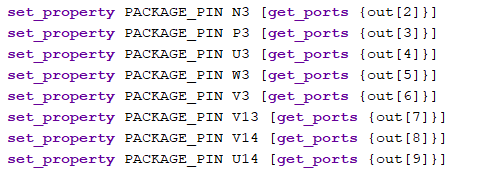 set_property PACKAGE_PIN N3 [get_ports {out[2]}]
set_property PACKAGE_PIN P3 [get_ports {out[3]}]
set_property PACKAGE_PIN U3 [get_ports {out[4]}]
set_property PACKAGE_PIN W3 [get_ports {out[5]}]
set_property PACKAGE_PIN V3 [get_ports {out[6]}]
set_property PACKAGE_PIN V13 [get_ports {out[7]}]
set_property PACKAGE_PIN V14 [get_ports {out[8]}]
set_property PACKAGE_PIN U14 [get_ports {out[9]}]